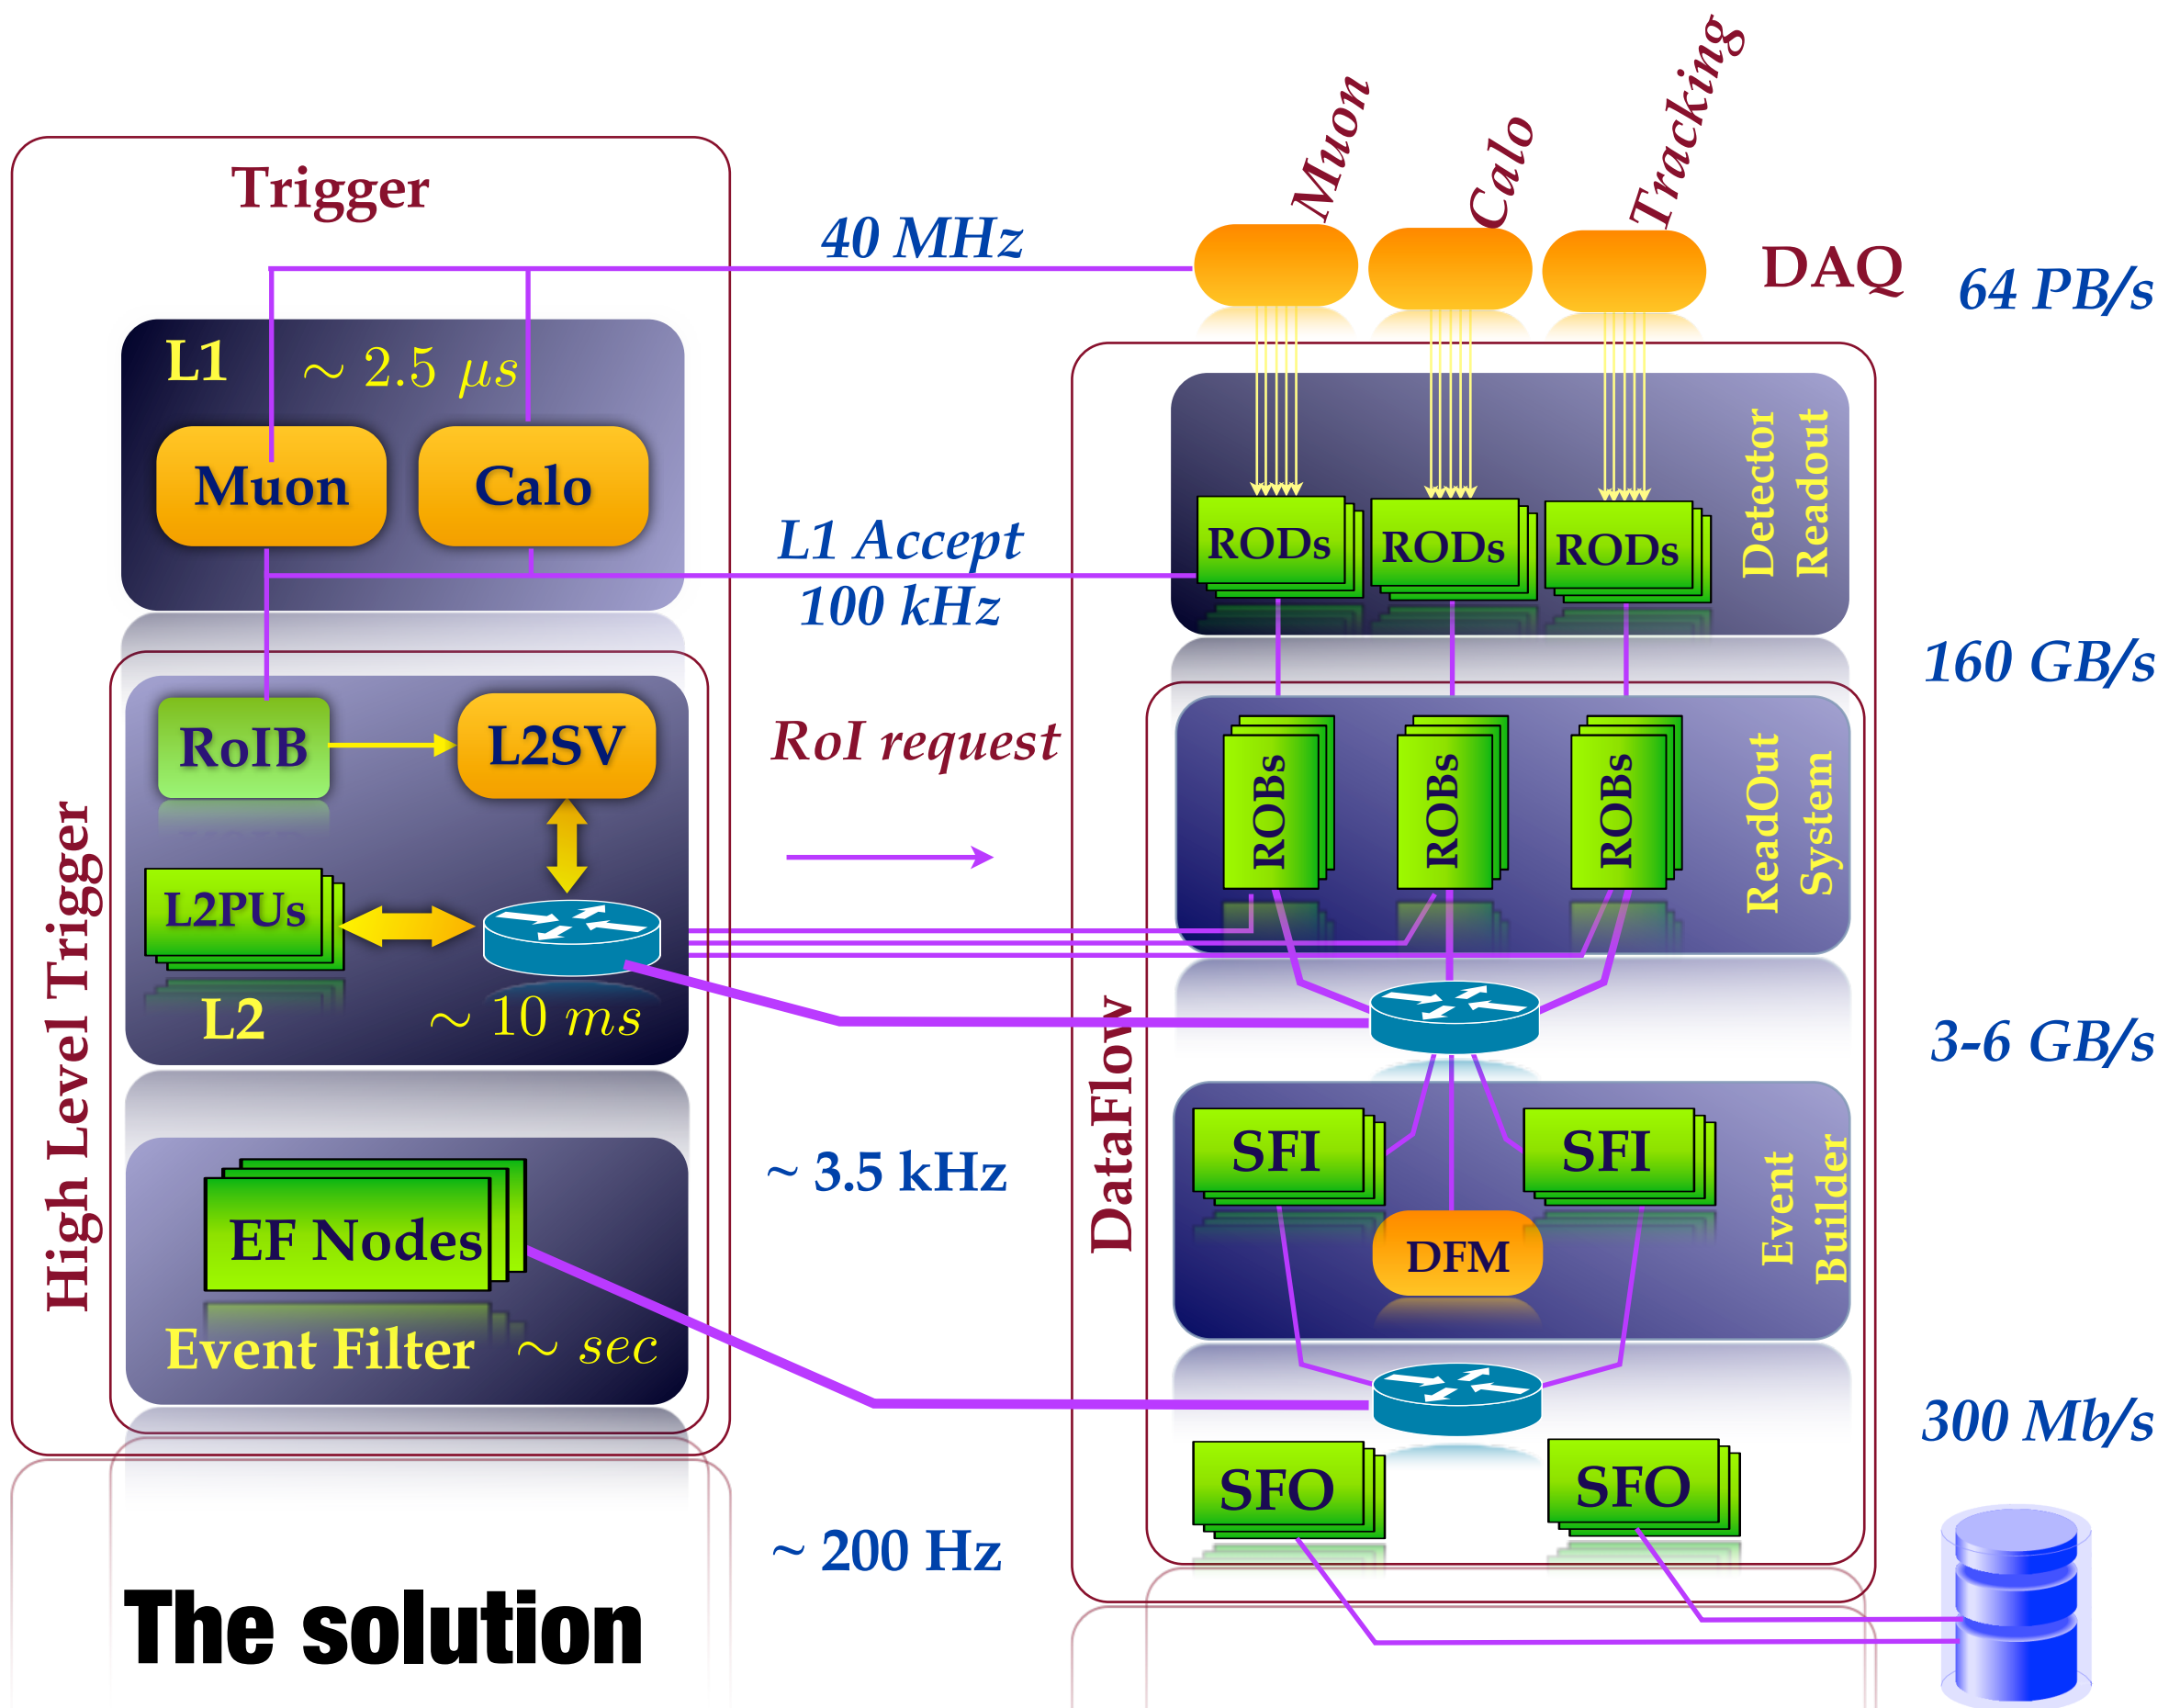 Muon
Calo
Tracking
Trigger
40 MHz
DAQ
64 PB/s
L1
~ 2.5 μs
Muon
Calo
L1 Accept
100 kHz
RODs
RODs
RODs
Detector
Readout
160 GB/s
High Level Trigger
RoIB
L2SV
RoI request
L2PUs
L2
~ 10 ms
DataFlow
ROBs
ROBs
ROBs
ReadOut
System
3-6 GB/s
~ 3.5 kHz
SFI
SFI
DFM
Event
Builder
EF Nodes
Event Filter
~ sec
300 Mb/s
SFO
SFO
~ 200 Hz
The solution